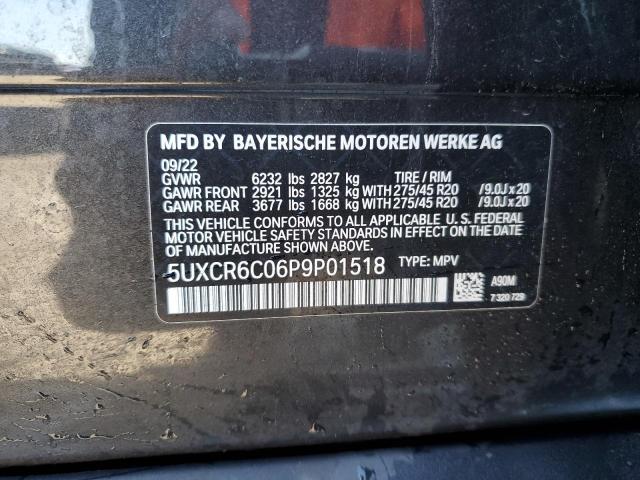 MFD BY BAYERISCHE MOTOREN WERKE AG
09/22
GVWR 6232 lbs 2827 kg TIRE / RIM
GAWR FRONT 2921 lbs 1325 kg WITH 275/45 R20 /9.0J x 20
GAWR REAR 3677 lbs 1668 kg WITH 275/45 R20 /9.0J x 20
THIS VEHICLE CONFORMS TO ALL APPLICABLE U.S. FEDERAL
MOTOR VEHICLE SAFETY STANDARDS IN EFFECT ON THE DATE
OF MANUFACTURE SHOWN ABOVE.
5UXCR6C06P9P01518 TYPE: MPV
A90M
7 320 729